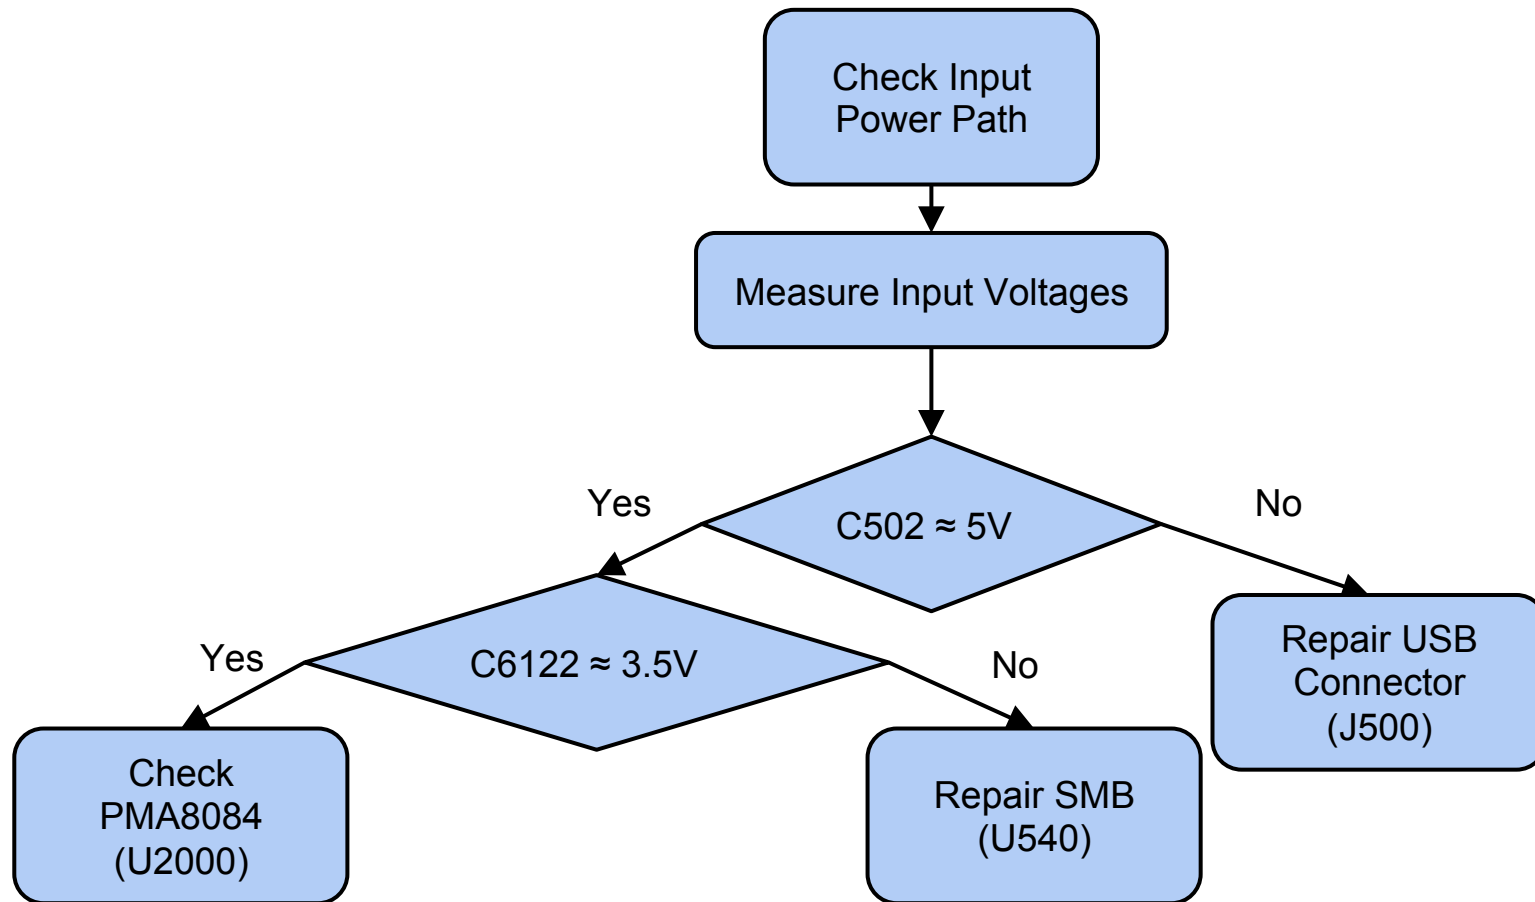 Check Input
Power Path
Measure Input Voltages
Yes
C502 ≈ 5V
No
Yes
C6122 ≈ 3.5V
No
Repair USB
Connector
(J500)
Check
PMA8084
(U2000)
Repair SMB
(U540)